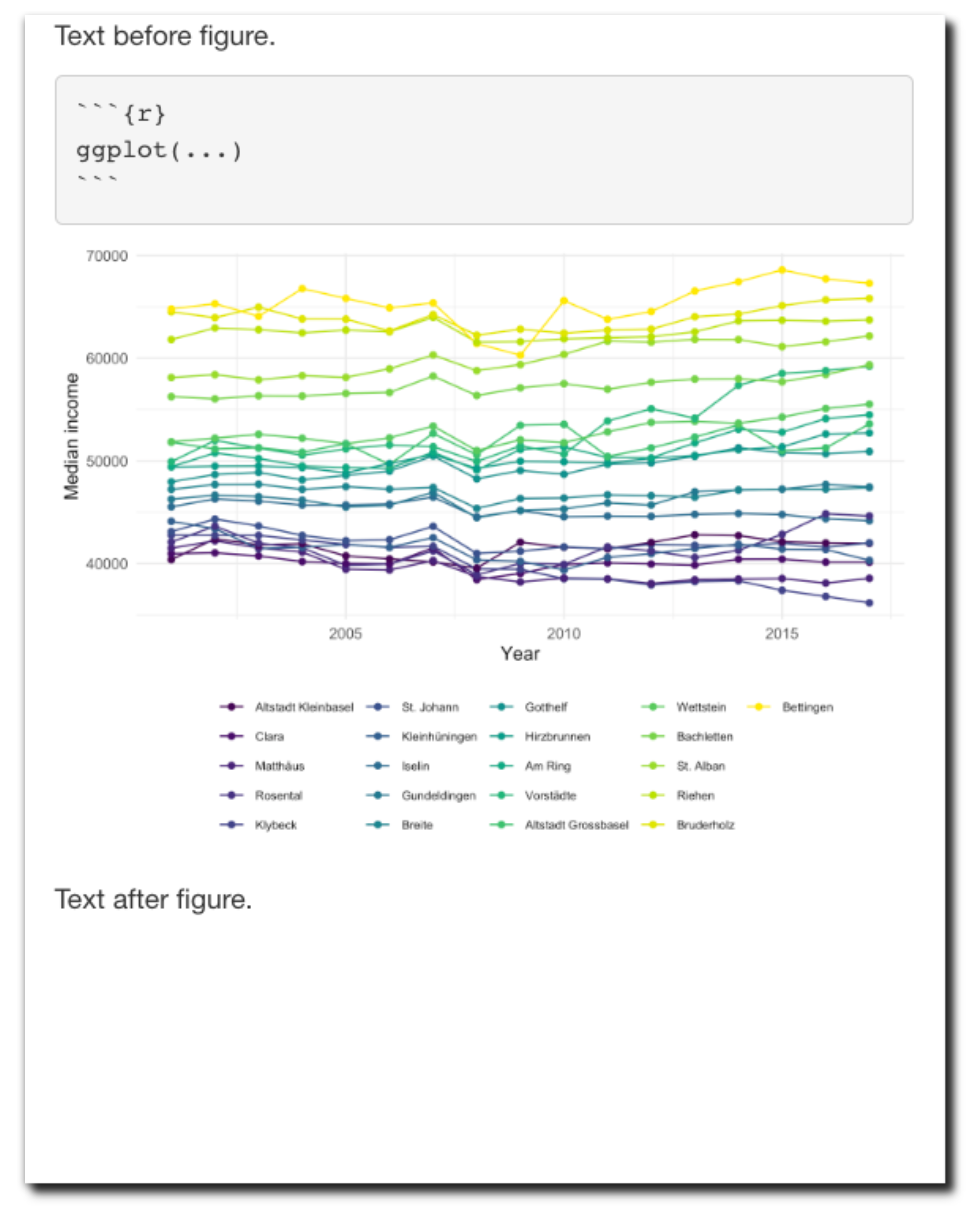 Text before figure.
```{r}
ggplot(...)
```
70000
60000
50000
40000
Median income
2005 2010 2015
Year
Altstadt Kleinbasel St. Johann Gotthelf Wettstein Bettingen
Clara Kleinhüningen Hirzbrunnen Bachletten
Matthäus Iselin Am Ring St. Alban
Rosental Gundeldingen Vorstädte Riehen
Klybeck Breite Altstadt Grossbasel Bruderholz
Text after figure.